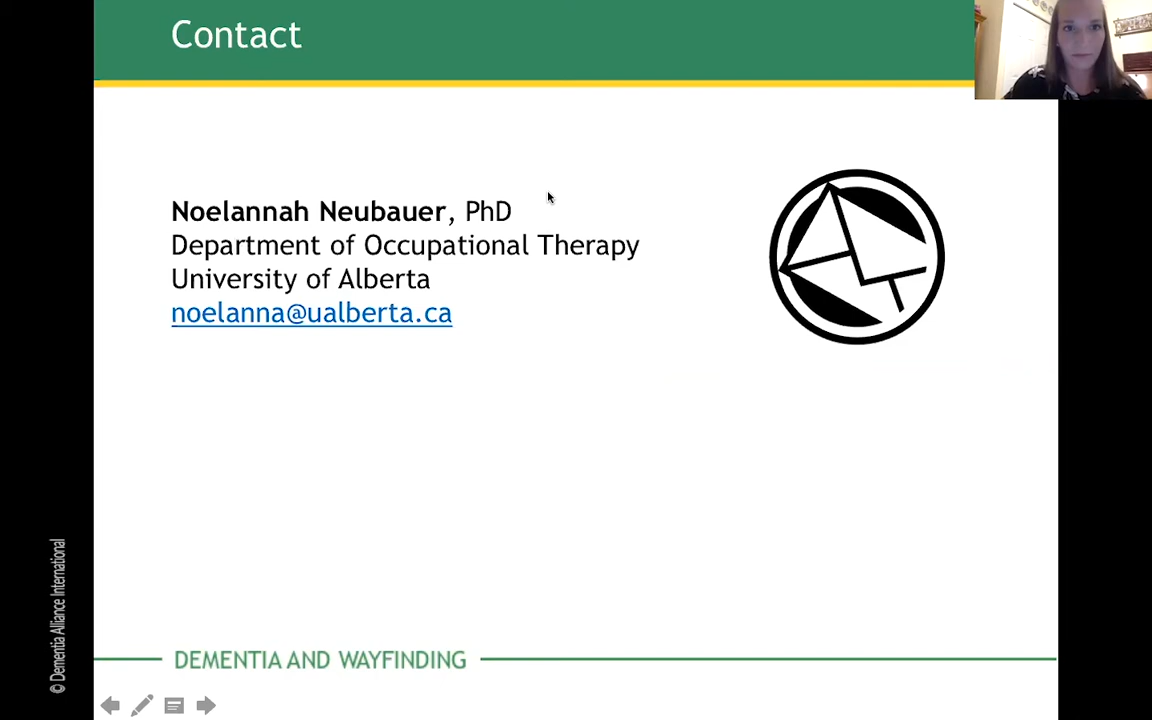 Contact
Noelannah Neubauer, PhD
Department of Occupational Therapy
University of Alberta
noelanna@ualberta.ca
© Dementia Alliance International
DEMENTIA AND WAYFINDING